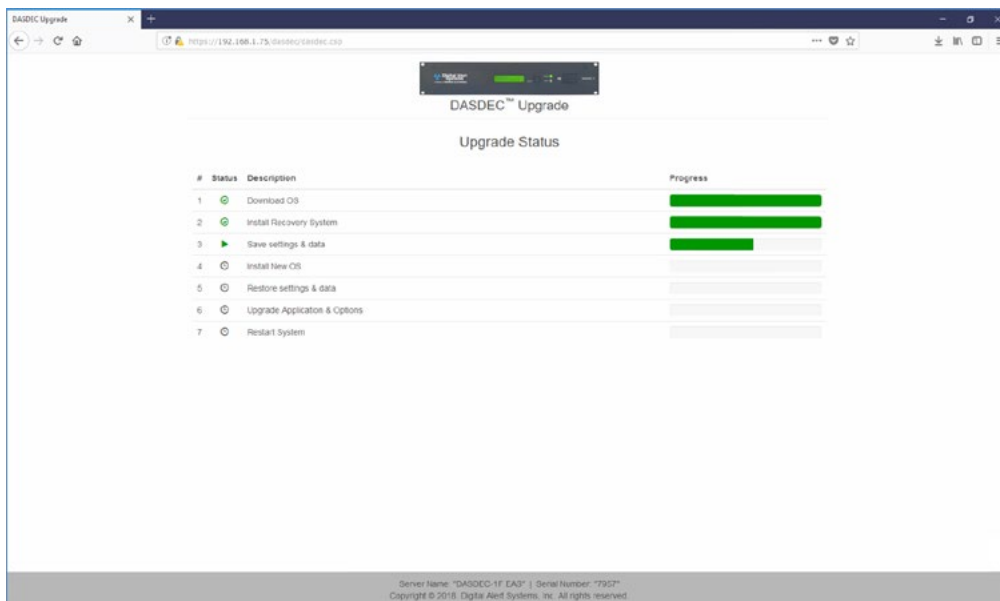 DASDEC Upgrade
https://192.168.1.75/dasdec/dasdec.csp
Digital Alert
Systems
DASDEC™ Upgrade
Upgrade Status
# Status Description Progress
1 Download OS
2 Install Recovery System
3 Save settings & data
4 Install New OS
5 Restore settings & data
6 Upgrade Application & Options
7 Restart System
Server Name: "DASDEC-1F EAS" | Serial Number: "7957"
Copyright © 2018. Digital Alert Systems, Inc. All rights reserved